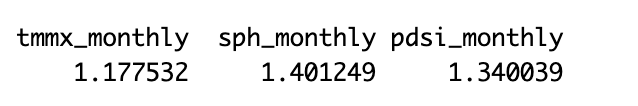 tmmx_monthly sph_monthly pdsi_monthly
1.177532 1.401249 1.340039